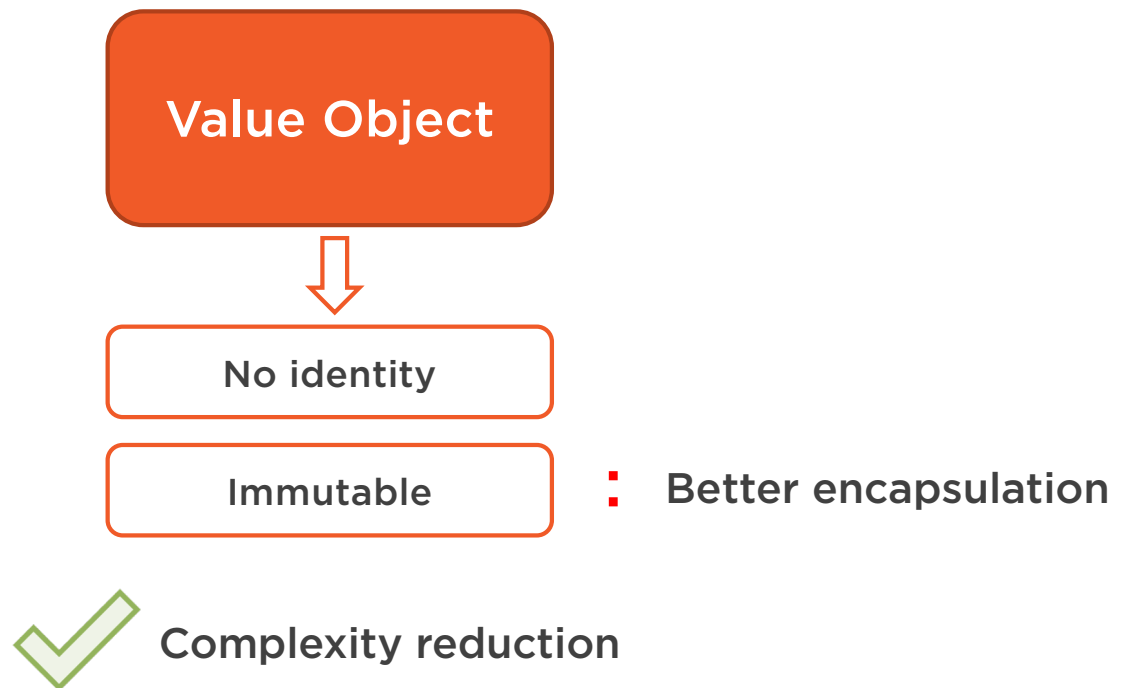 Value Object
No identity
Immutable : Better encapsulation
Complexity reduction